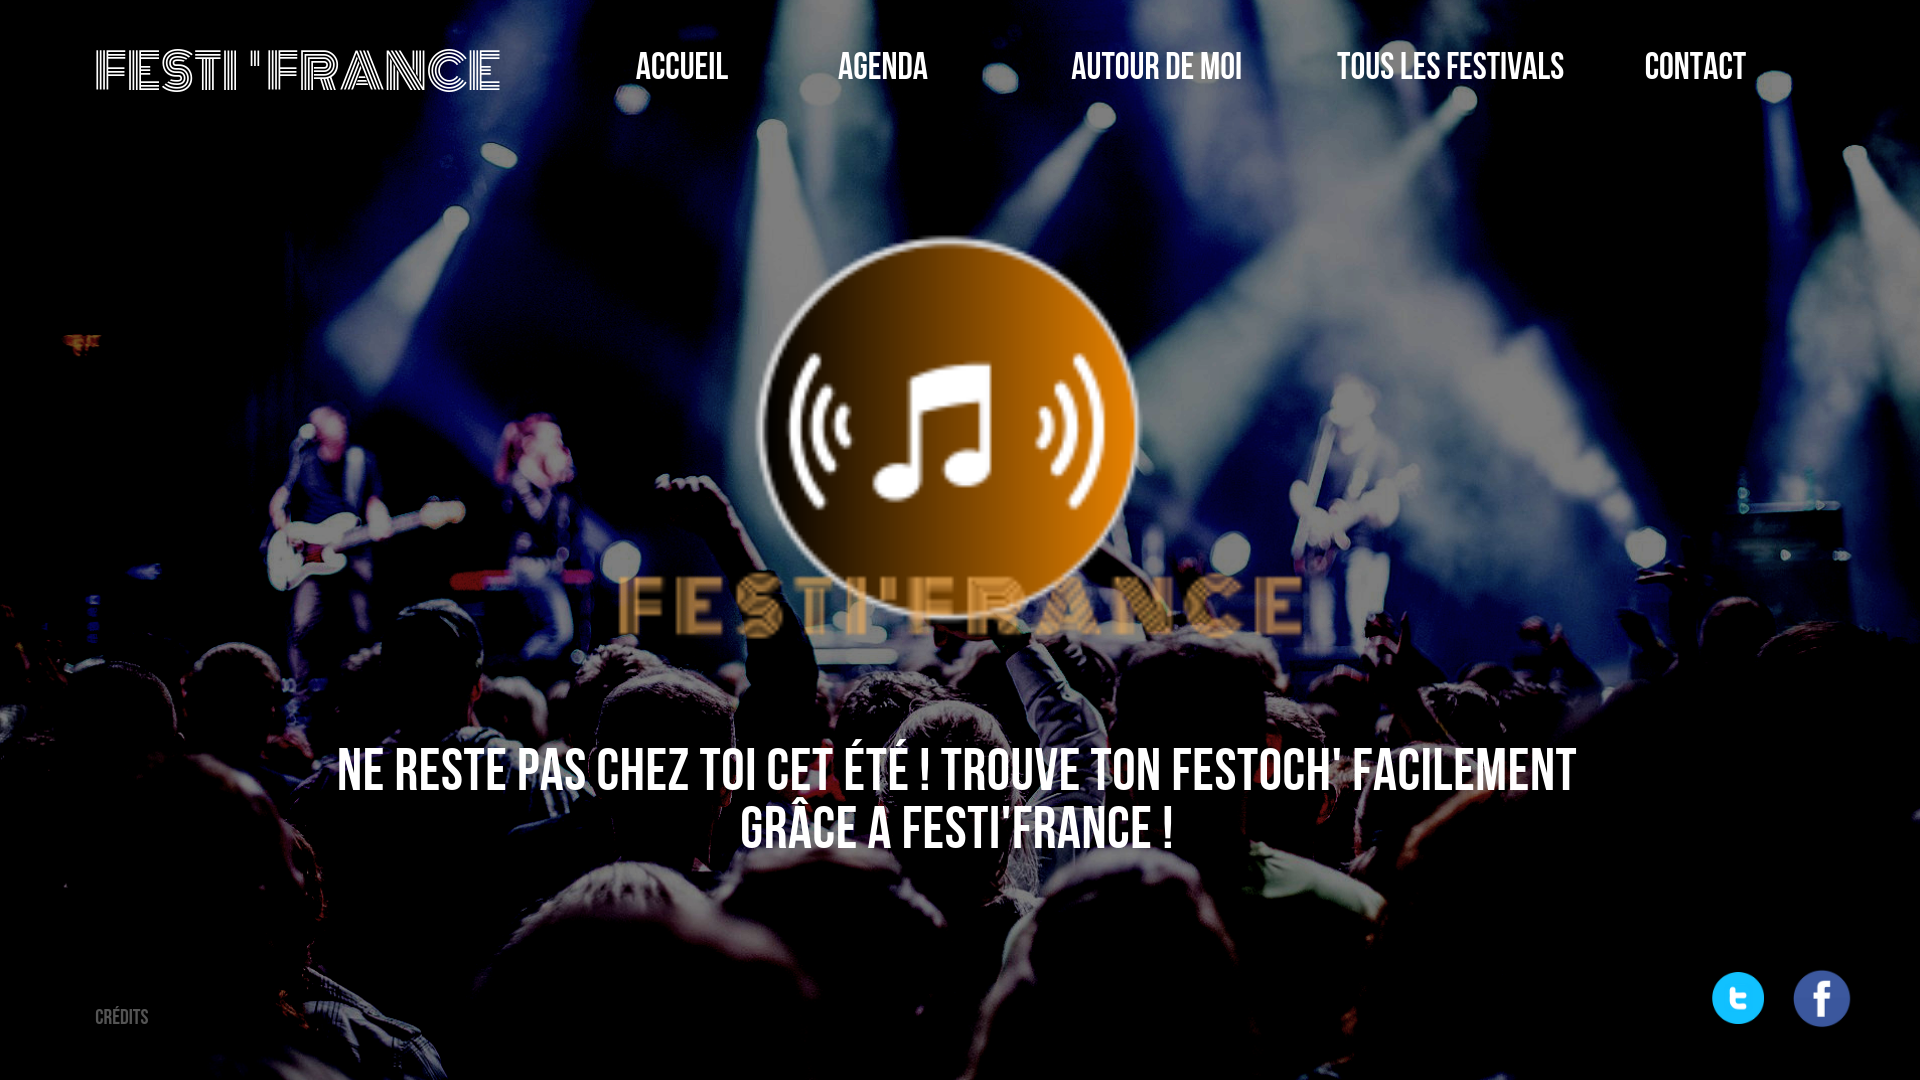 FESTI 'FRANCE
ACCUEIL
AGENDA
AUTOUR DE MOI
TOUS LES FESTIVALS
CONTACT
FESTI'FRANCE
NE RESTE PAS CHEZ TOI CET ÉTÉ ! TROUVE TON FESTOCH' FACILEMENT
GRÂCE A FESTI'FRANCE !
CRÉDITS